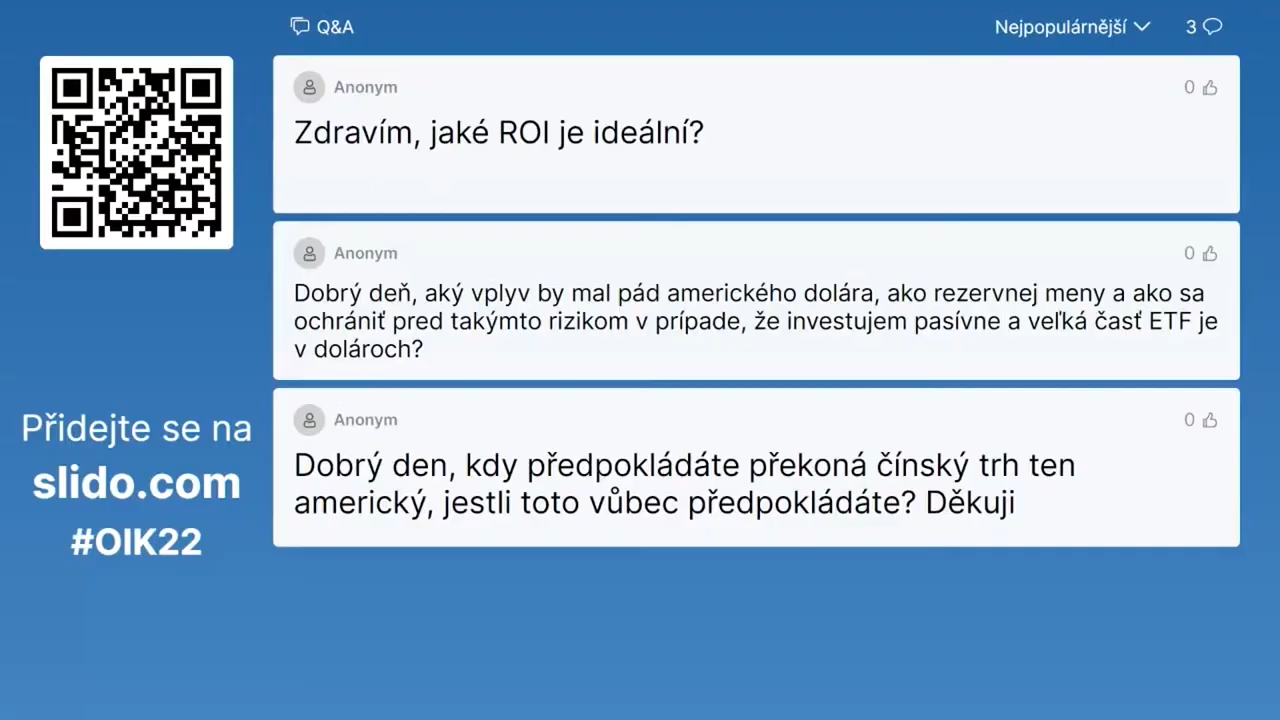 Q&A
Nejpopulárnější
3
Anonym
0
Zdravím, jaké ROI je ideální?
Anonym
0
Dobrý deň, aký vplyv by mal pád amerického dolára, ako rezervnej meny a ako sa
ochrániť pred takýmto rizikom v prípade, že investujem pasívne a veľká časť ETF je
v dolároch?
Anonym
0
Dobrý den, kdy předpokládáte překoná čínský trh ten
americký, jestli toto vůbec předpokládáte? Děkuji
Přidejte se na
slido.com
#OIK22